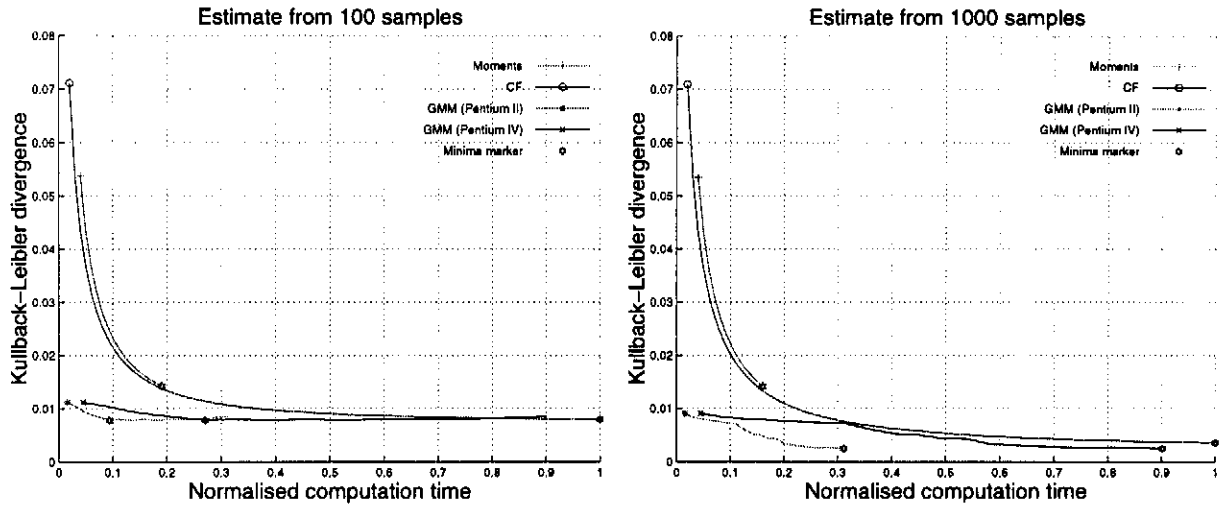 Estimate from 100 samples
Kullback-Leibler divergence
0.08
0.07
0.06
0.05
0.04
0.03
0.02
0.01
0
Moments
CF
GMM (Pentium II)
GMM (Pentium IV)
Minima marker
0 0.1 0.2 0.3 0.4 0.5 0.6 0.7 0.8 0.9 1
Normalised computation time
Estimate from 1000 samples
Kullback-Leibler divergence
0.08
0.07
0.06
0.05
0.04
0.03
0.02
0.01
0
Moments
CF
GMM (Pentium II)
GMM (Pentium IV)
Minima marker
0 0.1 0.2 0.3 0.4 0.5 0.6 0.7 0.8 0.9 1
Normalised computation time